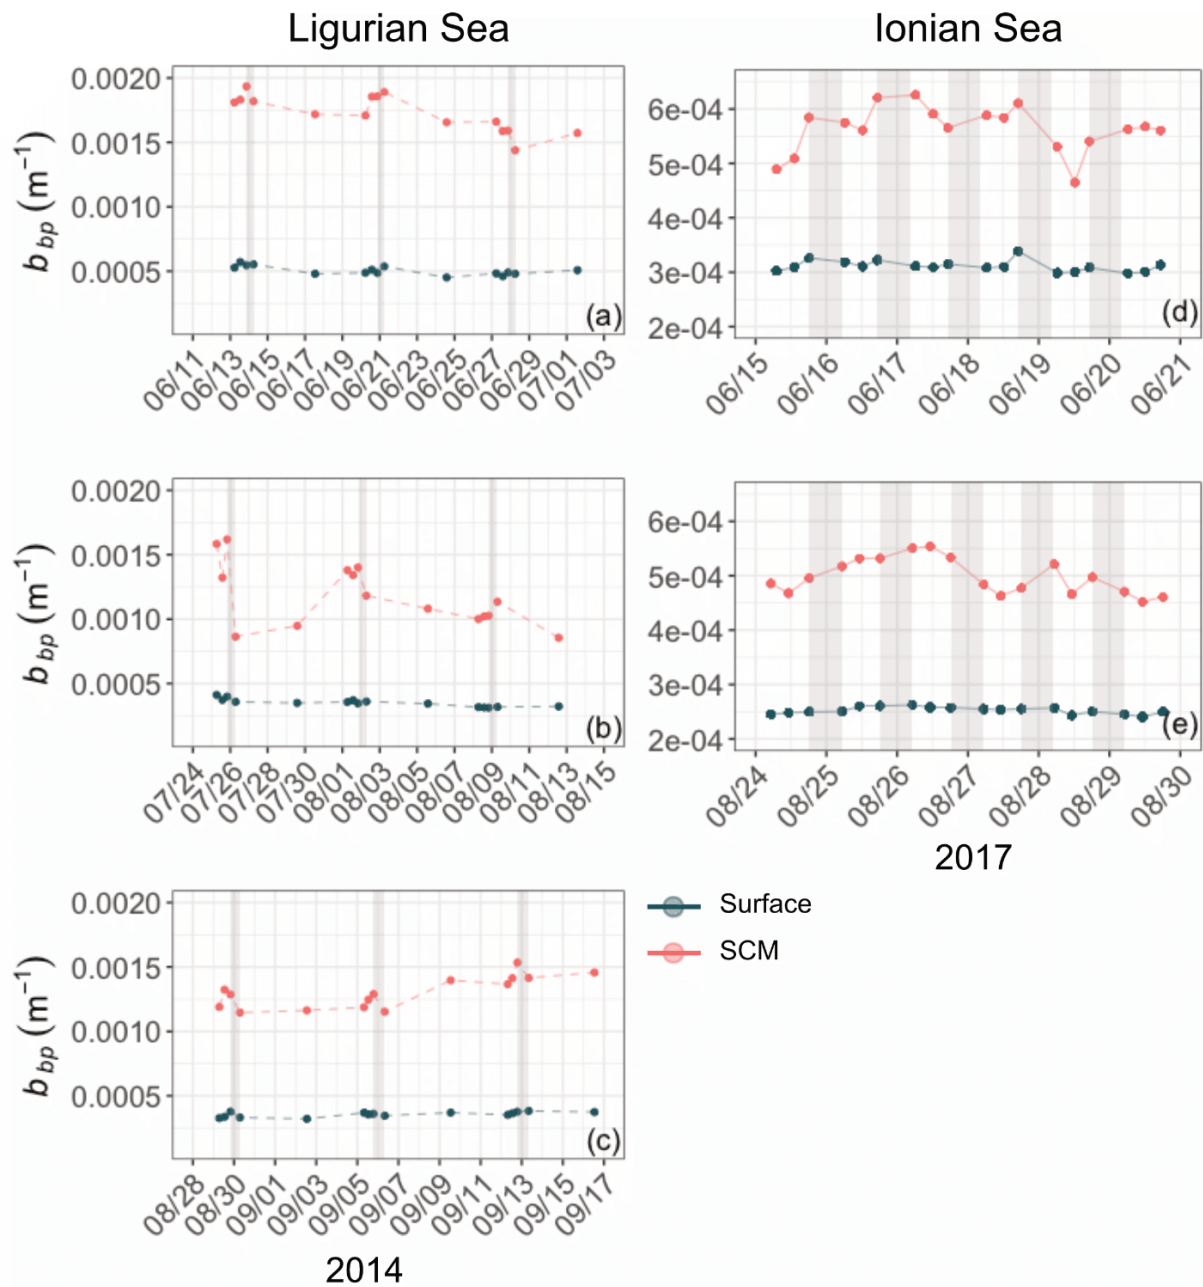 Ligurian Sea
Ionian Sea
b_bp (m⁻¹)
0.0020
0.0015
0.0010
0.0005
(a)
06/11 06/13 06/15 06/17 06/19 06/21 06/23 06/25 06/27 06/29 07/01 07/03
6e-04
5e-04
4e-04
3e-04
2e-04
(d)
06/15 06/16 06/17 06/18 06/19 06/20 06/21
b_bp (m⁻¹)
0.0020
0.0015
0.0010
0.0005
(b)
07/24 07/26 07/28 07/30 08/01 08/03 08/05 08/07 08/09 08/11 08/13 08/15
6e-04
5e-04
4e-04
3e-04
2e-04
(e)
08/24 08/25 08/26 08/27 08/28 08/29 08/30
2017
b_bp (m⁻¹)
0.0020
0.0015
0.0010
0.0005
(c)
08/28 08/30 09/01 09/03 09/05 09/07 09/09 09/11 09/13 09/15 09/17
2014
Surface
SCM